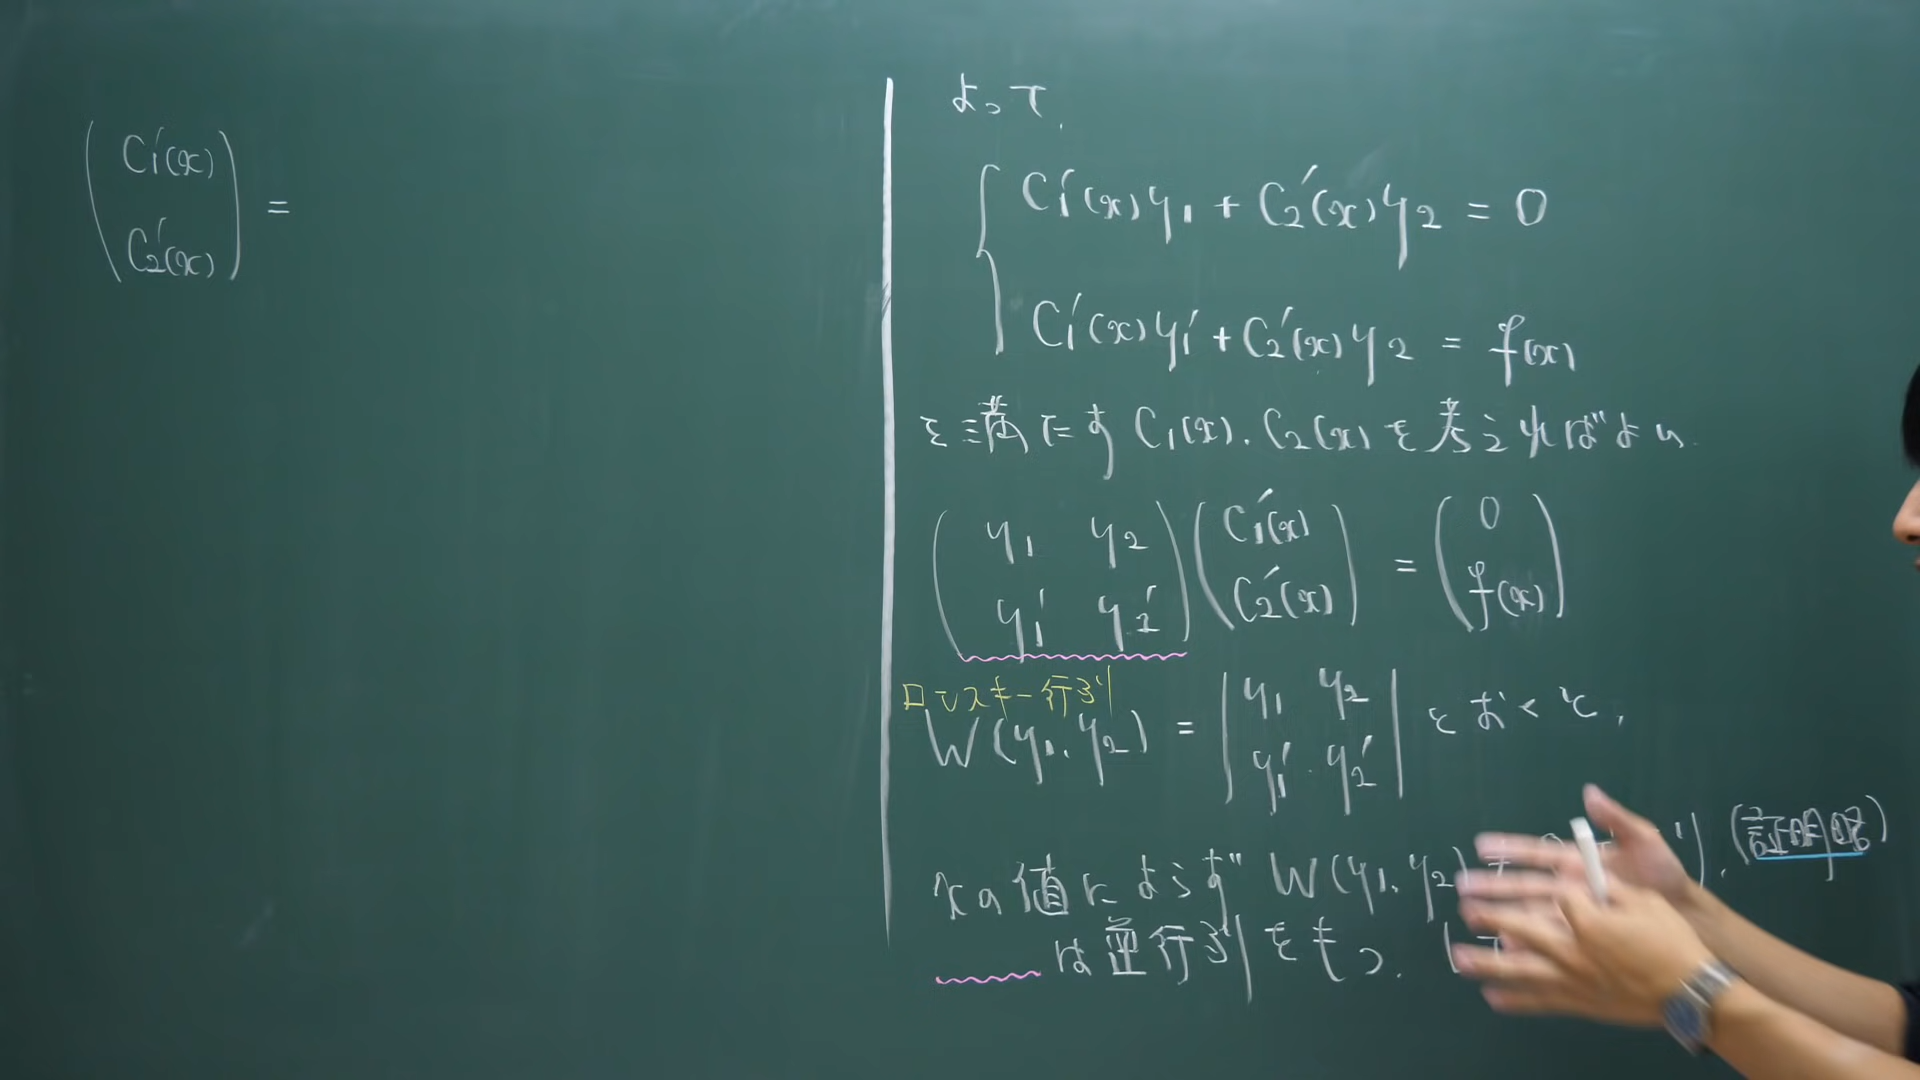 (C₁'(x)
C₂'(x)) =
よって,
{ C₁'(x)y₁ + C₂'(x)y₂ = 0
C₁'(x)y₁' + C₂'(x)y₂ = f(x)
を満たす C₁(x), C₂(x)を考えればよい.
(y₁ y₂
y₁' y₂')(C₁'(x)
C₂'(x)) = (0
f(x))
ロンスキー行列
W(y₁, y₂) = |y₁ y₂
y₁' y₂'| とおくと,
xの値によらず W(y₁, y₂) ≠ 0 (証明略)
は逆行列をもつ.